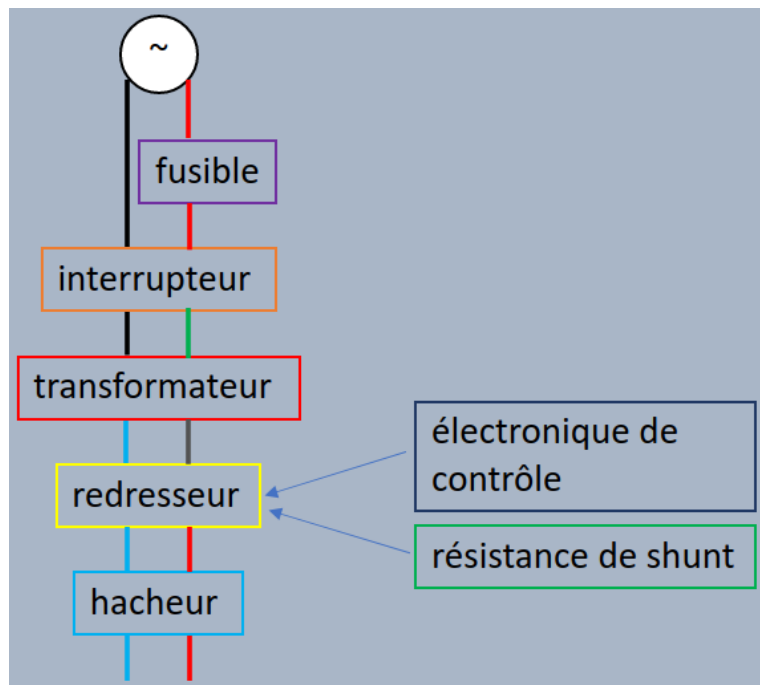 ~
fusible
interrupteur
transformateur
redresseur
électronique de
contrôle
résistance de shunt
hacheur